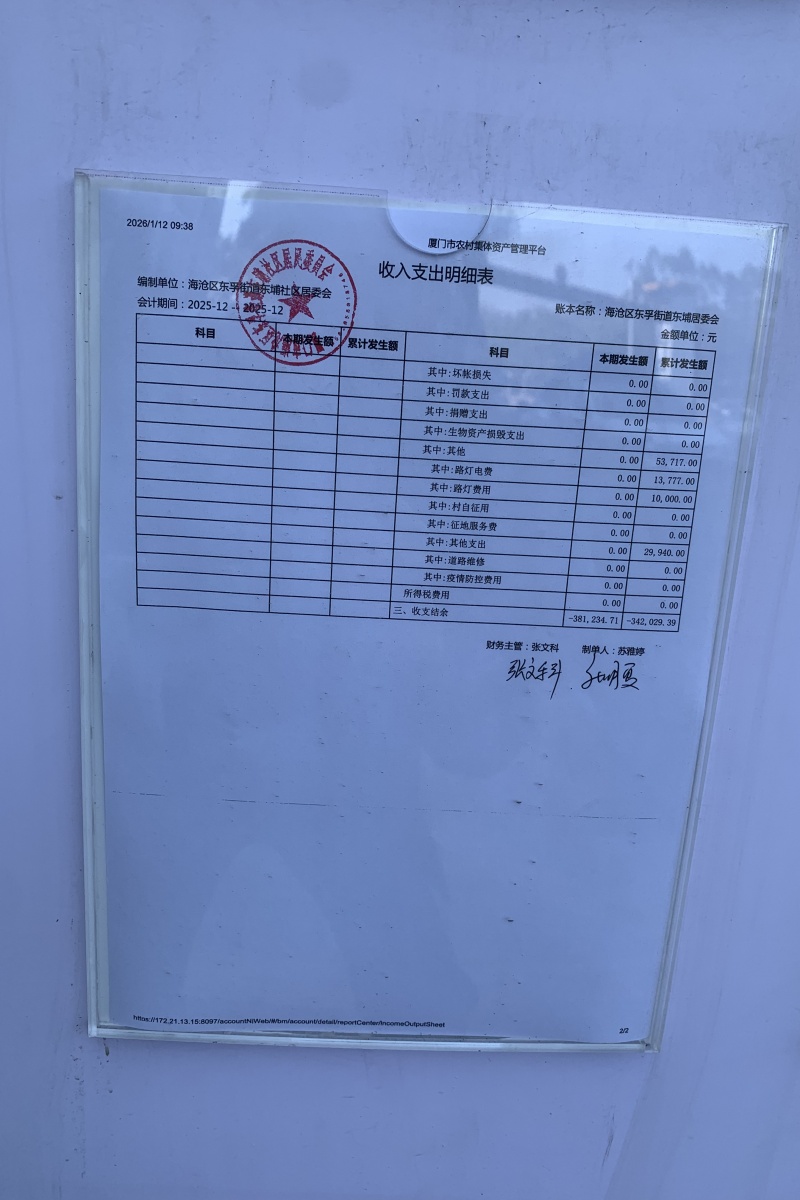 2026/1/12 09:38
厦门市农村集体资产管理平台
收入支出明细表
编制单位：海沧区东孚街道东埔社区居委会
会计期间：2025-12 -- 2025-12
账本名称：海沧区东孚街道东埔居委会
金额单位：元
科目 本期发生额 累计发生额 科目 本期发生额 累计发生额
其中:坏帐损失 0.00 0.00
其中:罚款支出 0.00 0.00
其中:捐赠支出 0.00 0.00
其中:生物资产损毁支出 0.00 0.00
其中:其他 0.00 53,717.00
其中:路灯电费 0.00 13,777.00
其中:路灯费用 0.00 10,000.00
其中:村自征用 0.00 0.00
其中:征地服务费 0.00 0.00
其中:其他支出 0.00 29,940.00
其中:道路维修 0.00 0.00
其中:疫情防控费用 0.00 0.00
所得税费用 0.00 0.00
三、收支结余 -381,234.71 -342,029.39
财务主管：张文科 制单人：苏雅婷
张文科
https://172.21.13.15:8097/accountNjWeb/#/bm/account/detail/reportCenter/IncomeOutputSheet
2/2